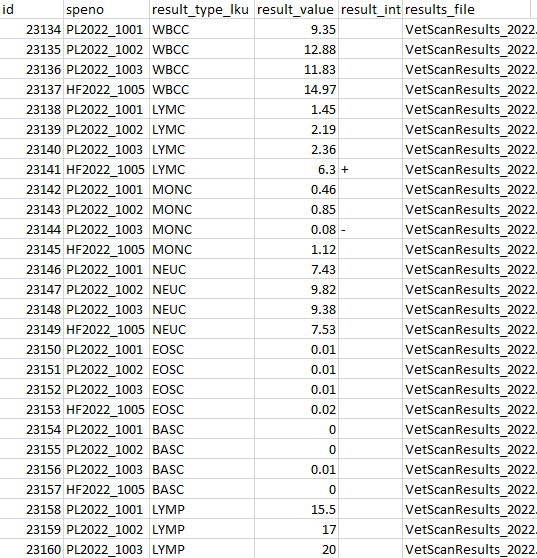 id speno result_type_lku result_value result_int results_file
23134 PL2022_1001 WBCC 9.35 VetScanResults_2022.
23135 PL2022_1002 WBCC 12.88 VetScanResults_2022.
23136 PL2022_1003 WBCC 11.83 VetScanResults_2022.
23137 HF2022_1005 WBCC 14.97 VetScanResults_2022.
23138 PL2022_1001 LYMC 1.45 VetScanResults_2022.
23139 PL2022_1002 LYMC 2.19 VetScanResults_2022.
23140 PL2022_1003 LYMC 2.36 VetScanResults_2022.
23141 HF2022_1005 LYMC 6.3 + VetScanResults_2022.
23142 PL2022_1001 MONC 0.46 VetScanResults_2022.
23143 PL2022_1002 MONC 0.85 VetScanResults_2022.
23144 PL2022_1003 MONC 0.08 - VetScanResults_2022.
23145 HF2022_1005 MONC 1.12 VetScanResults_2022.
23146 PL2022_1001 NEUC 7.43 VetScanResults_2022.
23147 PL2022_1002 NEUC 9.82 VetScanResults_2022.
23148 PL2022_1003 NEUC 9.38 VetScanResults_2022.
23149 HF2022_1005 NEUC 7.53 VetScanResults_2022.
23150 PL2022_1001 EOSC 0.01 VetScanResults_2022.
23151 PL2022_1002 EOSC 0.01 VetScanResults_2022.
23152 PL2022_1003 EOSC 0.01 VetScanResults_2022.
23153 HF2022_1005 EOSC 0.02 VetScanResults_2022.
23154 PL2022_1001 BASC 0 VetScanResults_2022.
23155 PL2022_1002 BASC 0 VetScanResults_2022.
23156 PL2022_1003 BASC 0.01 VetScanResults_2022.
23157 HF2022_1005 BASC 0 VetScanResults_2022.
23158 PL2022_1001 LYMP 15.5 VetScanResults_2022.
23159 PL2022_1002 LYMP 17 VetScanResults_2022.
23160 PL2022_1003 LYMP 20 VetScanResults_2022.